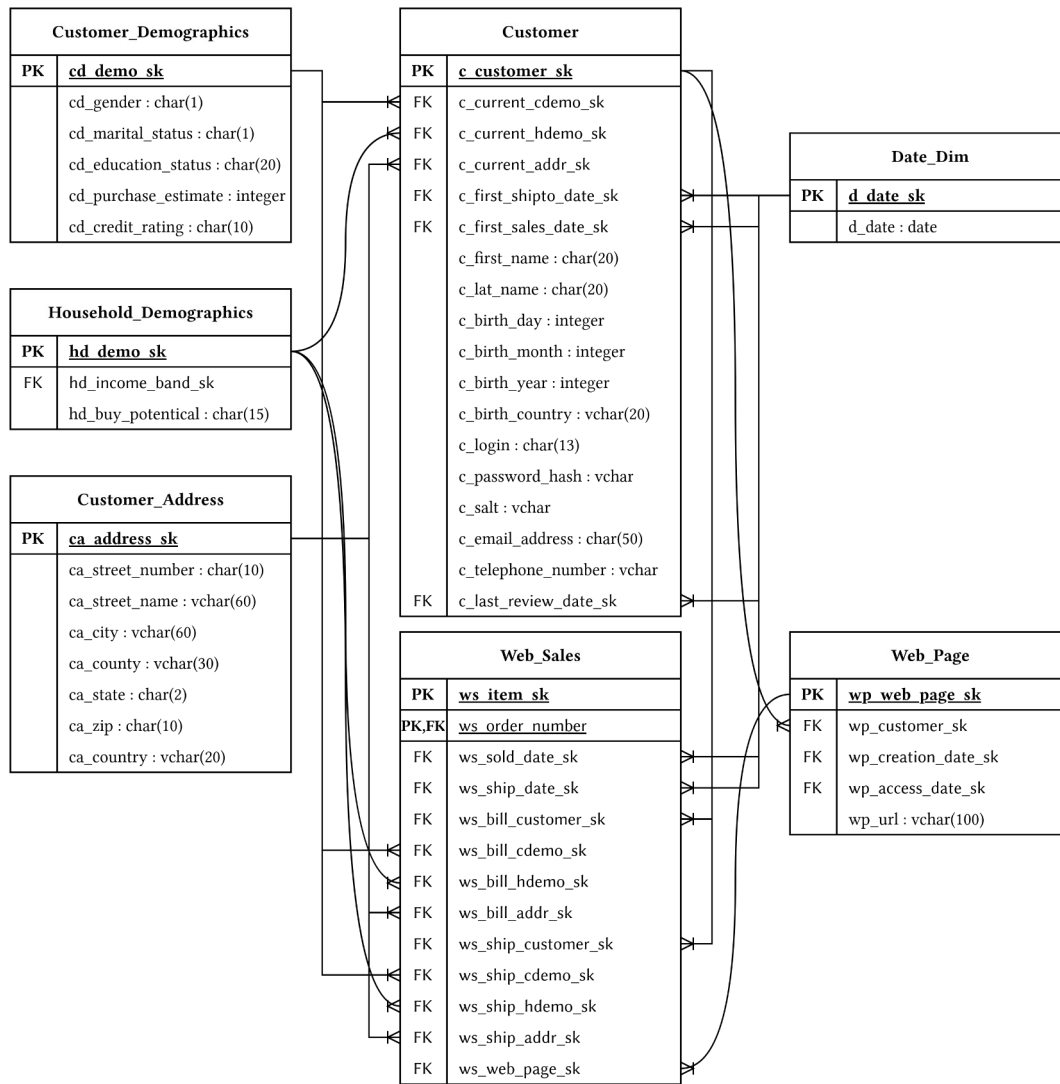 Customer_Demographics
PK cd_demo_sk
cd_gender : char(1)
cd_marital_status : char(1)
cd_education_status : char(20)
cd_purchase_estimate : integer
cd_credit_rating : char(10)
Household_Demographics
PK hd_demo_sk
FK hd_income_band_sk
hd_buy_potentical : char(15)
Customer_Address
PK ca_address_sk
ca_street_number : char(10)
ca_street_name : vchar(60)
ca_city : vchar(60)
ca_county : vchar(30)
ca_state : char(2)
ca_zip : char(10)
ca_country : vchar(20)
Customer
PK c_customer_sk
FK c_current_cdemo_sk
FK c_current_hdemo_sk
FK c_current_addr_sk
FK c_first_shipto_date_sk
FK c_first_sales_date_sk
c_first_name : char(20)
c_lat_name : char(20)
c_birth_day : integer
c_birth_month : integer
c_birth_year : integer
c_birth_country : vchar(20)
c_login : char(13)
c_password_hash : vchar
c_salt : vchar
c_email_address : char(50)
c_telephone_number : vchar
FK c_last_review_date_sk
Web_Sales
PK ws_item_sk
PK,FK ws_order_number
FK ws_sold_date_sk
FK ws_ship_date_sk
FK ws_bill_customer_sk
FK ws_bill_cdemo_sk
FK ws_bill_hdemo_sk
FK ws_bill_addr_sk
FK ws_ship_customer_sk
FK ws_ship_cdemo_sk
FK ws_ship_hdemo_sk
FK ws_ship_addr_sk
FK ws_web_page_sk
Date_Dim
PK d_date_sk
d_date : date
Web_Page
PK wp_web_page_sk
FK wp_customer_sk
FK wp_creation_date_sk
FK wp_access_date_sk
wp_url : vchar(100)